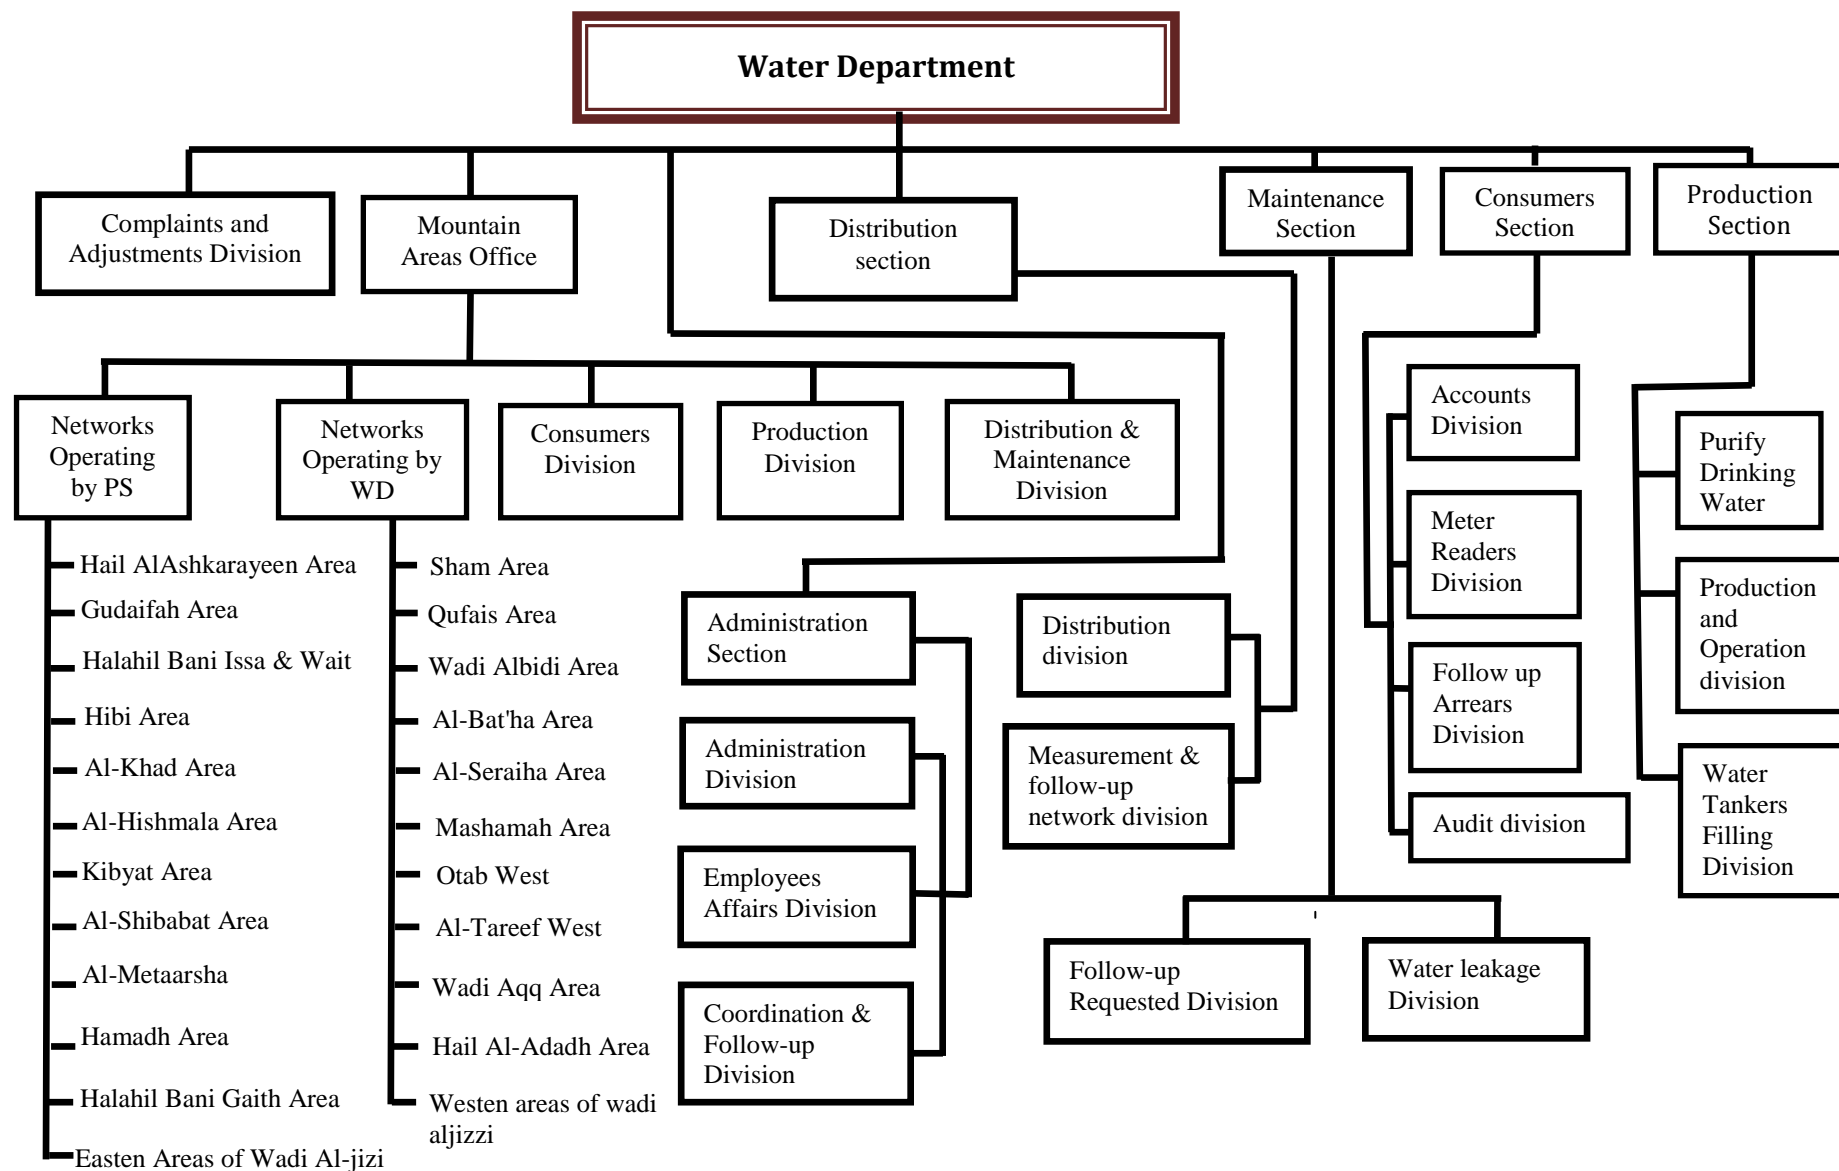 Water Department
Complaints and
Adjustments Division
Mountain
Areas Office
Distribution
section
Maintenance
Section
Consumers
Section
Production
Section
Networks
Operating
by PS
Networks
Operating by
WD
Consumers
Division
Production
Division
Distribution &
Maintenance
Division
Hail AlAshkarayeen Area
Gudaifah Area
Halahil Bani Issa & Wait
Hibi Area
Al-Khad Area
Al-Hishmala Area
Kibyat Area
Al-Shibabat Area
Al-Metaarsha
Hamadh Area
Halahil Bani Gaith Area
Easten Areas of Wadi Al-jizi
Sham Area
Qufais Area
Wadi Albidi Area
Al-Bat'ha Area
Al-Seraiha Area
Mashamah Area
Otab West
Al-Tareef West
Wadi Aqq Area
Hail Al-Adadh Area
Westen areas of wadi
aljizzi
Administration
Section
Administration
Division
Employees
Affairs Division
Coordination &
Follow-up
Division
Distribution
division
Measurement &
follow-up
network division
Follow-up
Requested Division
Water leakage
Division
Accounts
Division
Meter
Readers
Division
Follow up
Arrears
Division
Audit division
Purify
Drinking
Water
Production
and
Operation
division
Water
Tankers
Filling
Division